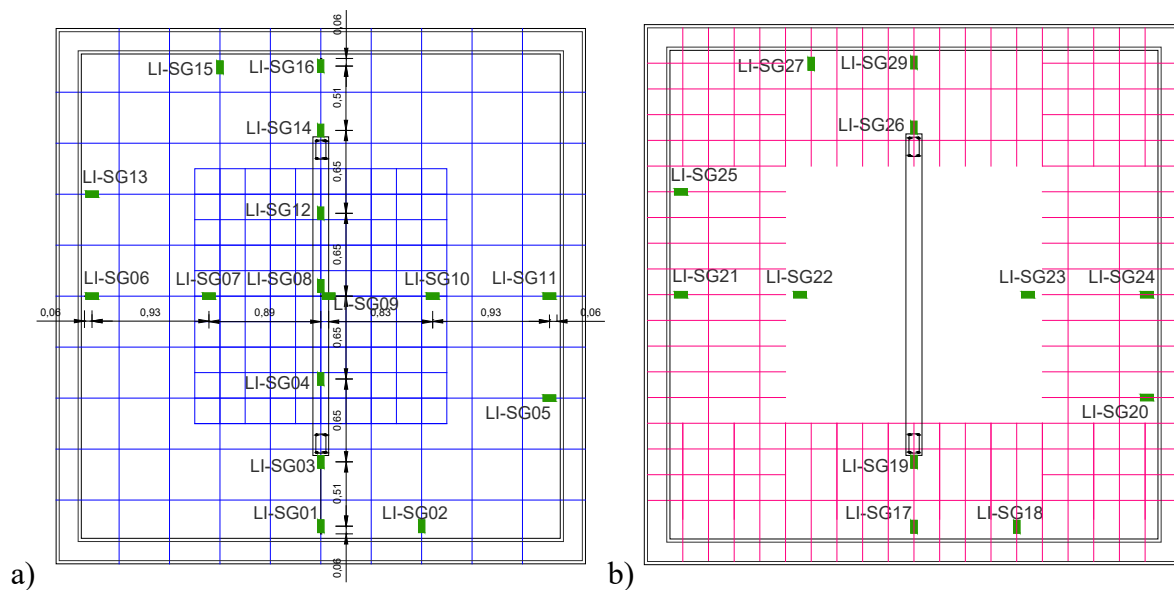 0,06
LI-SG15 LI-SG16
0,51
LI-SG14
0,65
LI-SG13
LI-SG12
0,65
LI-SG06 LI-SG07 LI-SG08 LI-SG10 LI-SG11
LI-SG09
0,06 0,93 0,89 0,83 0,93 0,06
0,65
LI-SG04
LI-SG05
0,65
LI-SG03
0,51
LI-SG01 LI-SG02
0,06
a)
LI-SG27 LI-SG29
LI-SG26
LI-SG25
LI-SG21 LI-SG22 LI-SG23 LI-SG24
LI-SG20
LI-SG19
LI-SG17 LI-SG18
b)